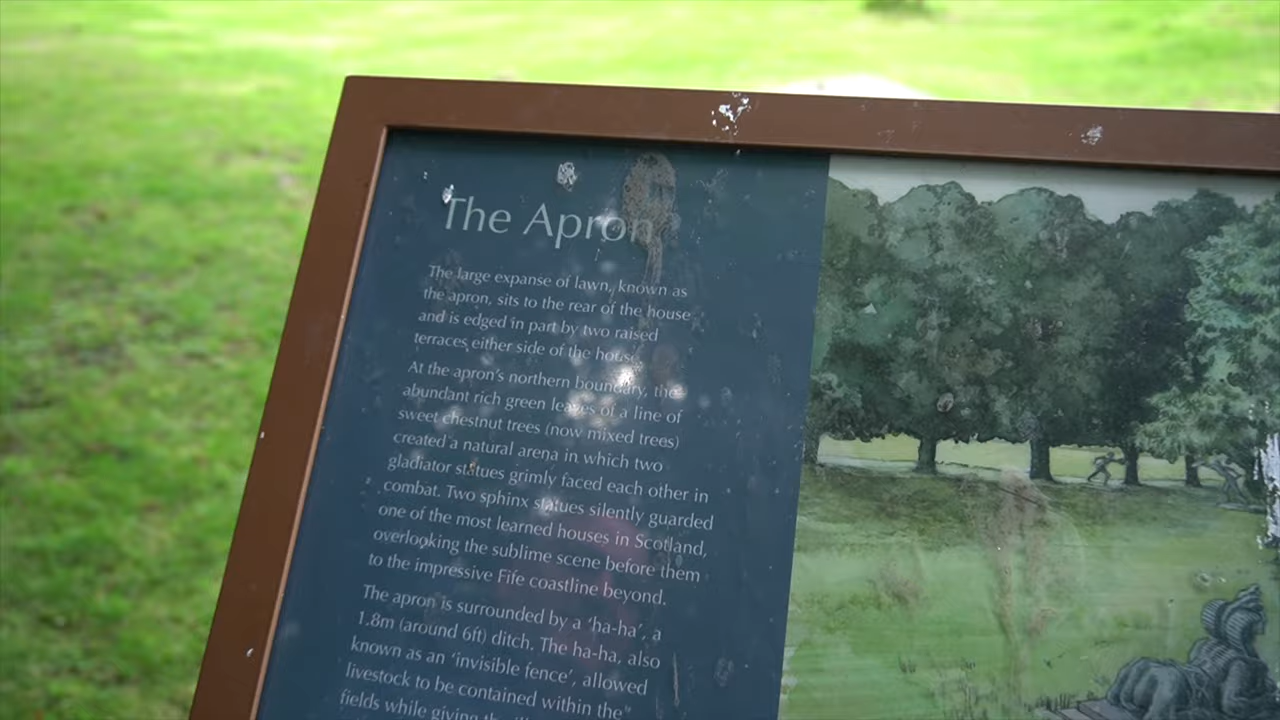 The Apron
The large expanse of lawn, known as
the apron, sits to the rear of the house
and is edged in part by two raised
terraces either side of the house.
At the apron's northern boundary, the
abundant rich green leaves of a line of
sweet chestnut trees (now mixed trees)
created a natural arena in which two
gladiator statues grimly faced each other in
combat. Two sphinx statues silently guarded
one of the most learned houses in Scotland,
overlooking the sublime scene before them
to the impressive Fife coastline beyond.
The apron is surrounded by a 'ha-ha', a
1.8m (around 6ft) ditch. The ha-ha, also
known as an 'invisible fence', allowed
livestock to be contained within the
fields while giving the